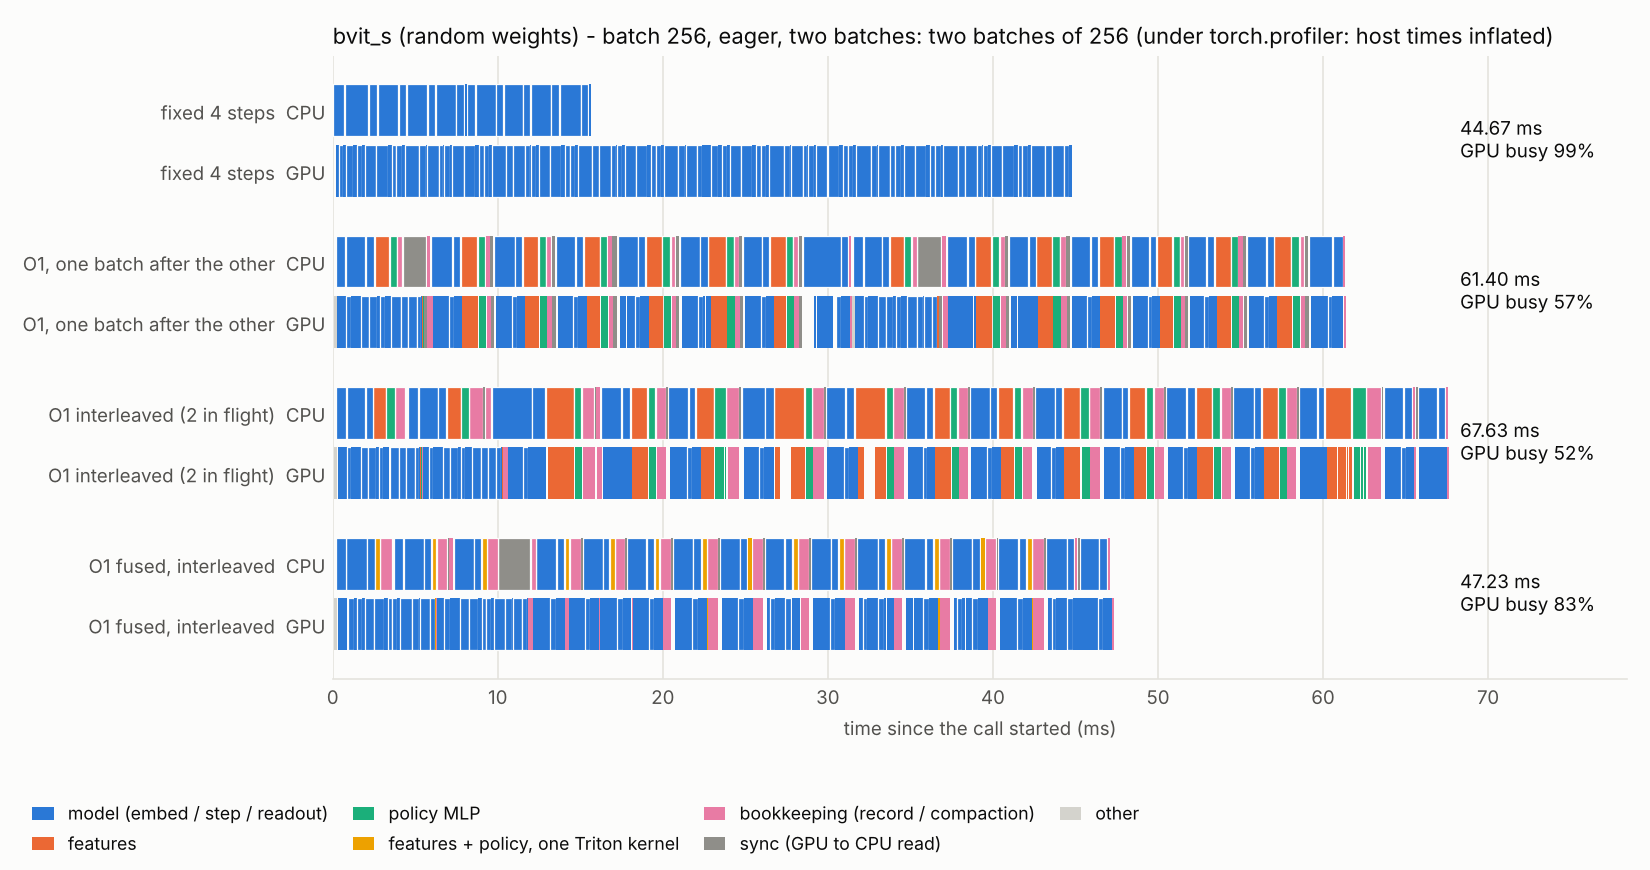 bvit_s (random weights) - batch 256, eager, two batches: two batches of 256 (under torch.profiler: host times inflated)
fixed 4 steps CPU
fixed 4 steps GPU
44.67 ms
GPU busy 99%
O1, one batch after the other CPU
O1, one batch after the other GPU
61.40 ms
GPU busy 57%
O1 interleaved (2 in flight) CPU
O1 interleaved (2 in flight) GPU
67.63 ms
GPU busy 52%
O1 fused, interleaved CPU
O1 fused, interleaved GPU
47.23 ms
GPU busy 83%
0 10 20 30 40 50 60 70
time since the call started (ms)
model (embed / step / readout)
features
policy MLP
features + policy, one Triton kernel
bookkeeping (record / compaction)
sync (GPU to CPU read)
other